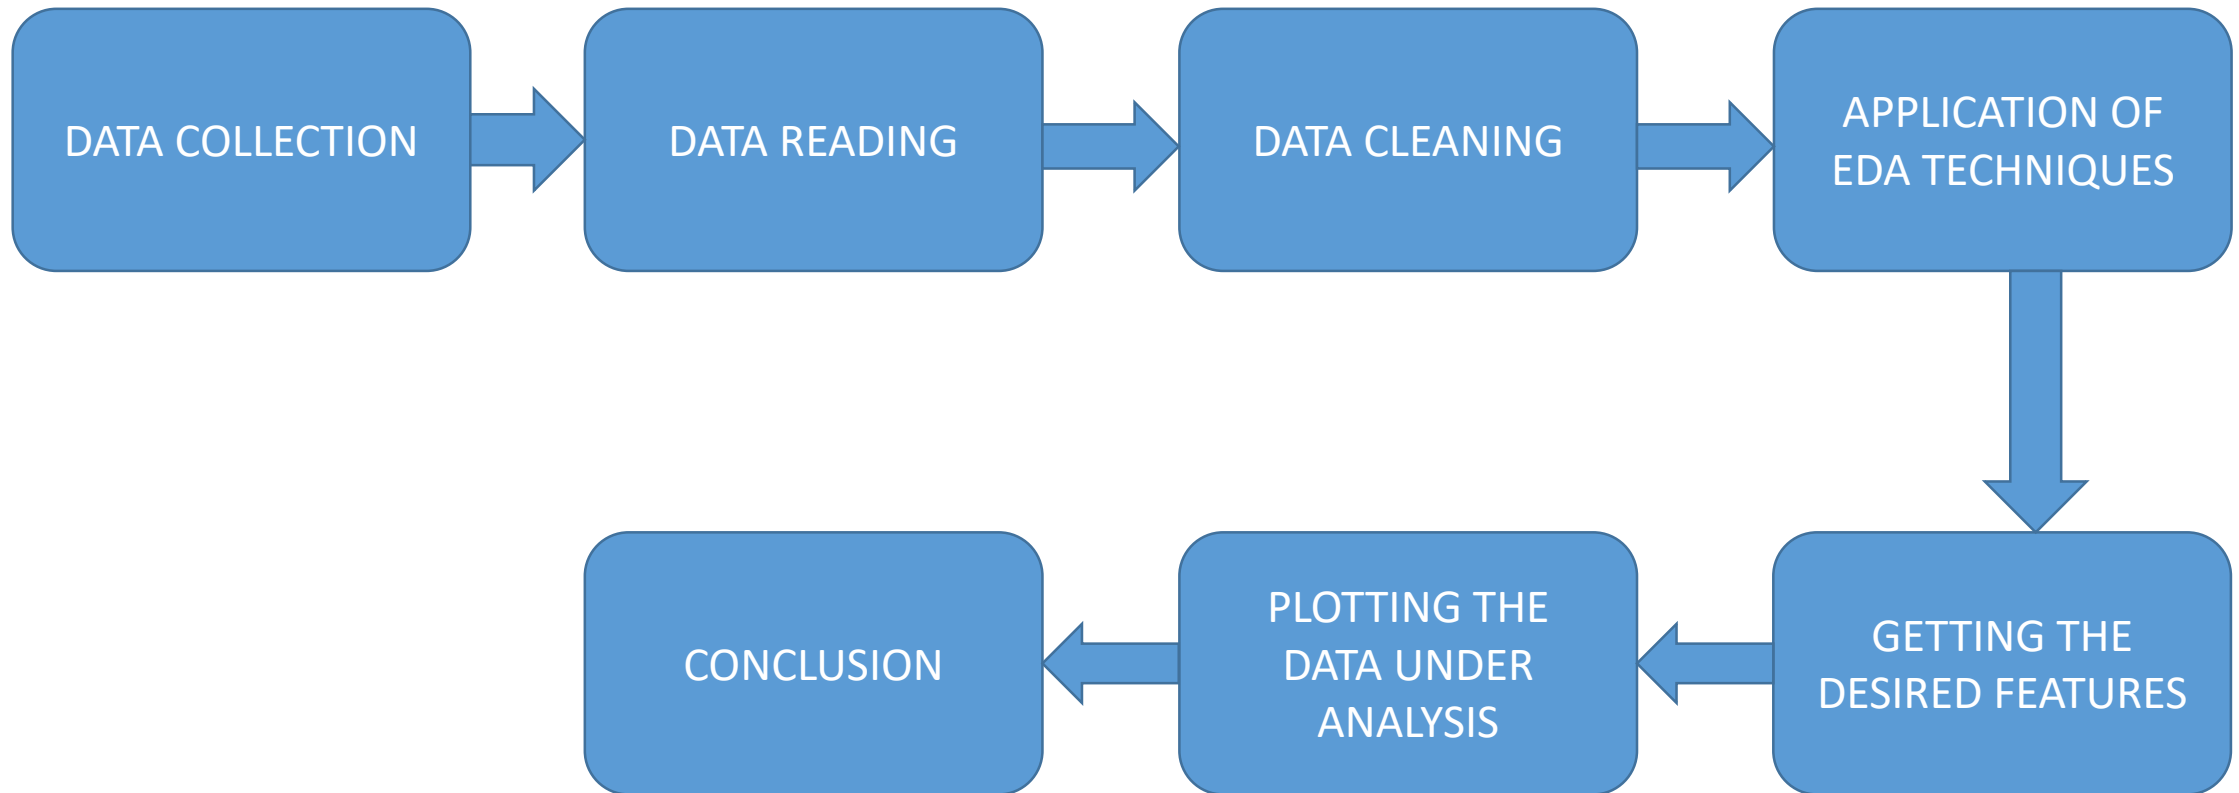 DATA COLLECTION
DATA READING
DATA CLEANING
APPLICATION OF
EDA TECHNIQUES
GETTING THE
DESIRED FEATURES
PLOTTING THE
DATA UNDER
ANALYSIS
CONCLUSION